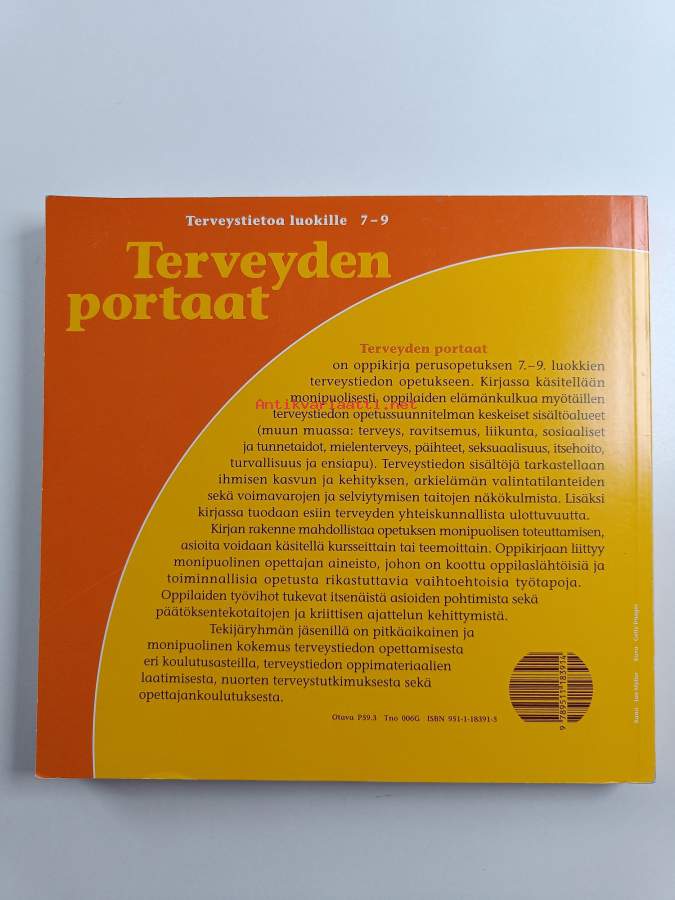 Terveystietoa luokille 7–9
Terveyden
portaat
Terveyden portaat
on oppikirja perusopetuksen 7.–9. luokkien
terveystiedon opetukseen. Kirjassa käsitellään
monipuolisesti, oppilaiden elämänkulkua myötäillen
Antikvariaatti.net
terveystiedon opetussuunnitelman keskeiset sisältöalueet
(muun muassa: terveys, ravitsemus, liikunta, sosiaaliset
ja tunnetaidot, mielenterveys, päihteet, seksuaalisuus, itsehoito,
turvallisuus ja ensiapu). Terveystiedon sisältöjä tarkastellaan
ihmisen kasvun ja kehityksen, arkielämän valintatilanteiden
sekä voimavarojen ja selviytymisen taitojen näkökulmista. Lisäksi
kirjassa tuodaan esiin terveyden yhteiskunnallista ulottuvuutta.
Kirjan rakenne mahdollistaa opetuksen monipuolisen toteuttamisen,
asioita voidaan käsitellä kursseittain tai teemoittain. Oppikirjaan liittyy
monipuolinen opettajan aineisto, johon on koottu oppilaslähtöisiä ja
toiminnallisia opetusta rikastuttavia vaihtoehtoisia työtapoja.
Oppilaiden työvihot tukevat itsenäistä asioiden pohtimista sekä
päätöksentekotaitojen ja kriittisen ajattelun kehittymistä.
Tekijäryhmän jäsenillä on pitkäaikainen ja
monipuolinen kokemus terveystiedon opettamisesta
eri koulutusasteilla, terveystiedon oppimateriaalien
laatimisesta, nuorten terveystutkimuksesta sekä
opettajankoulutuksesta.
Otava P39.3 Tno 006G ISBN 951-1-18391-3
9 789511 183914